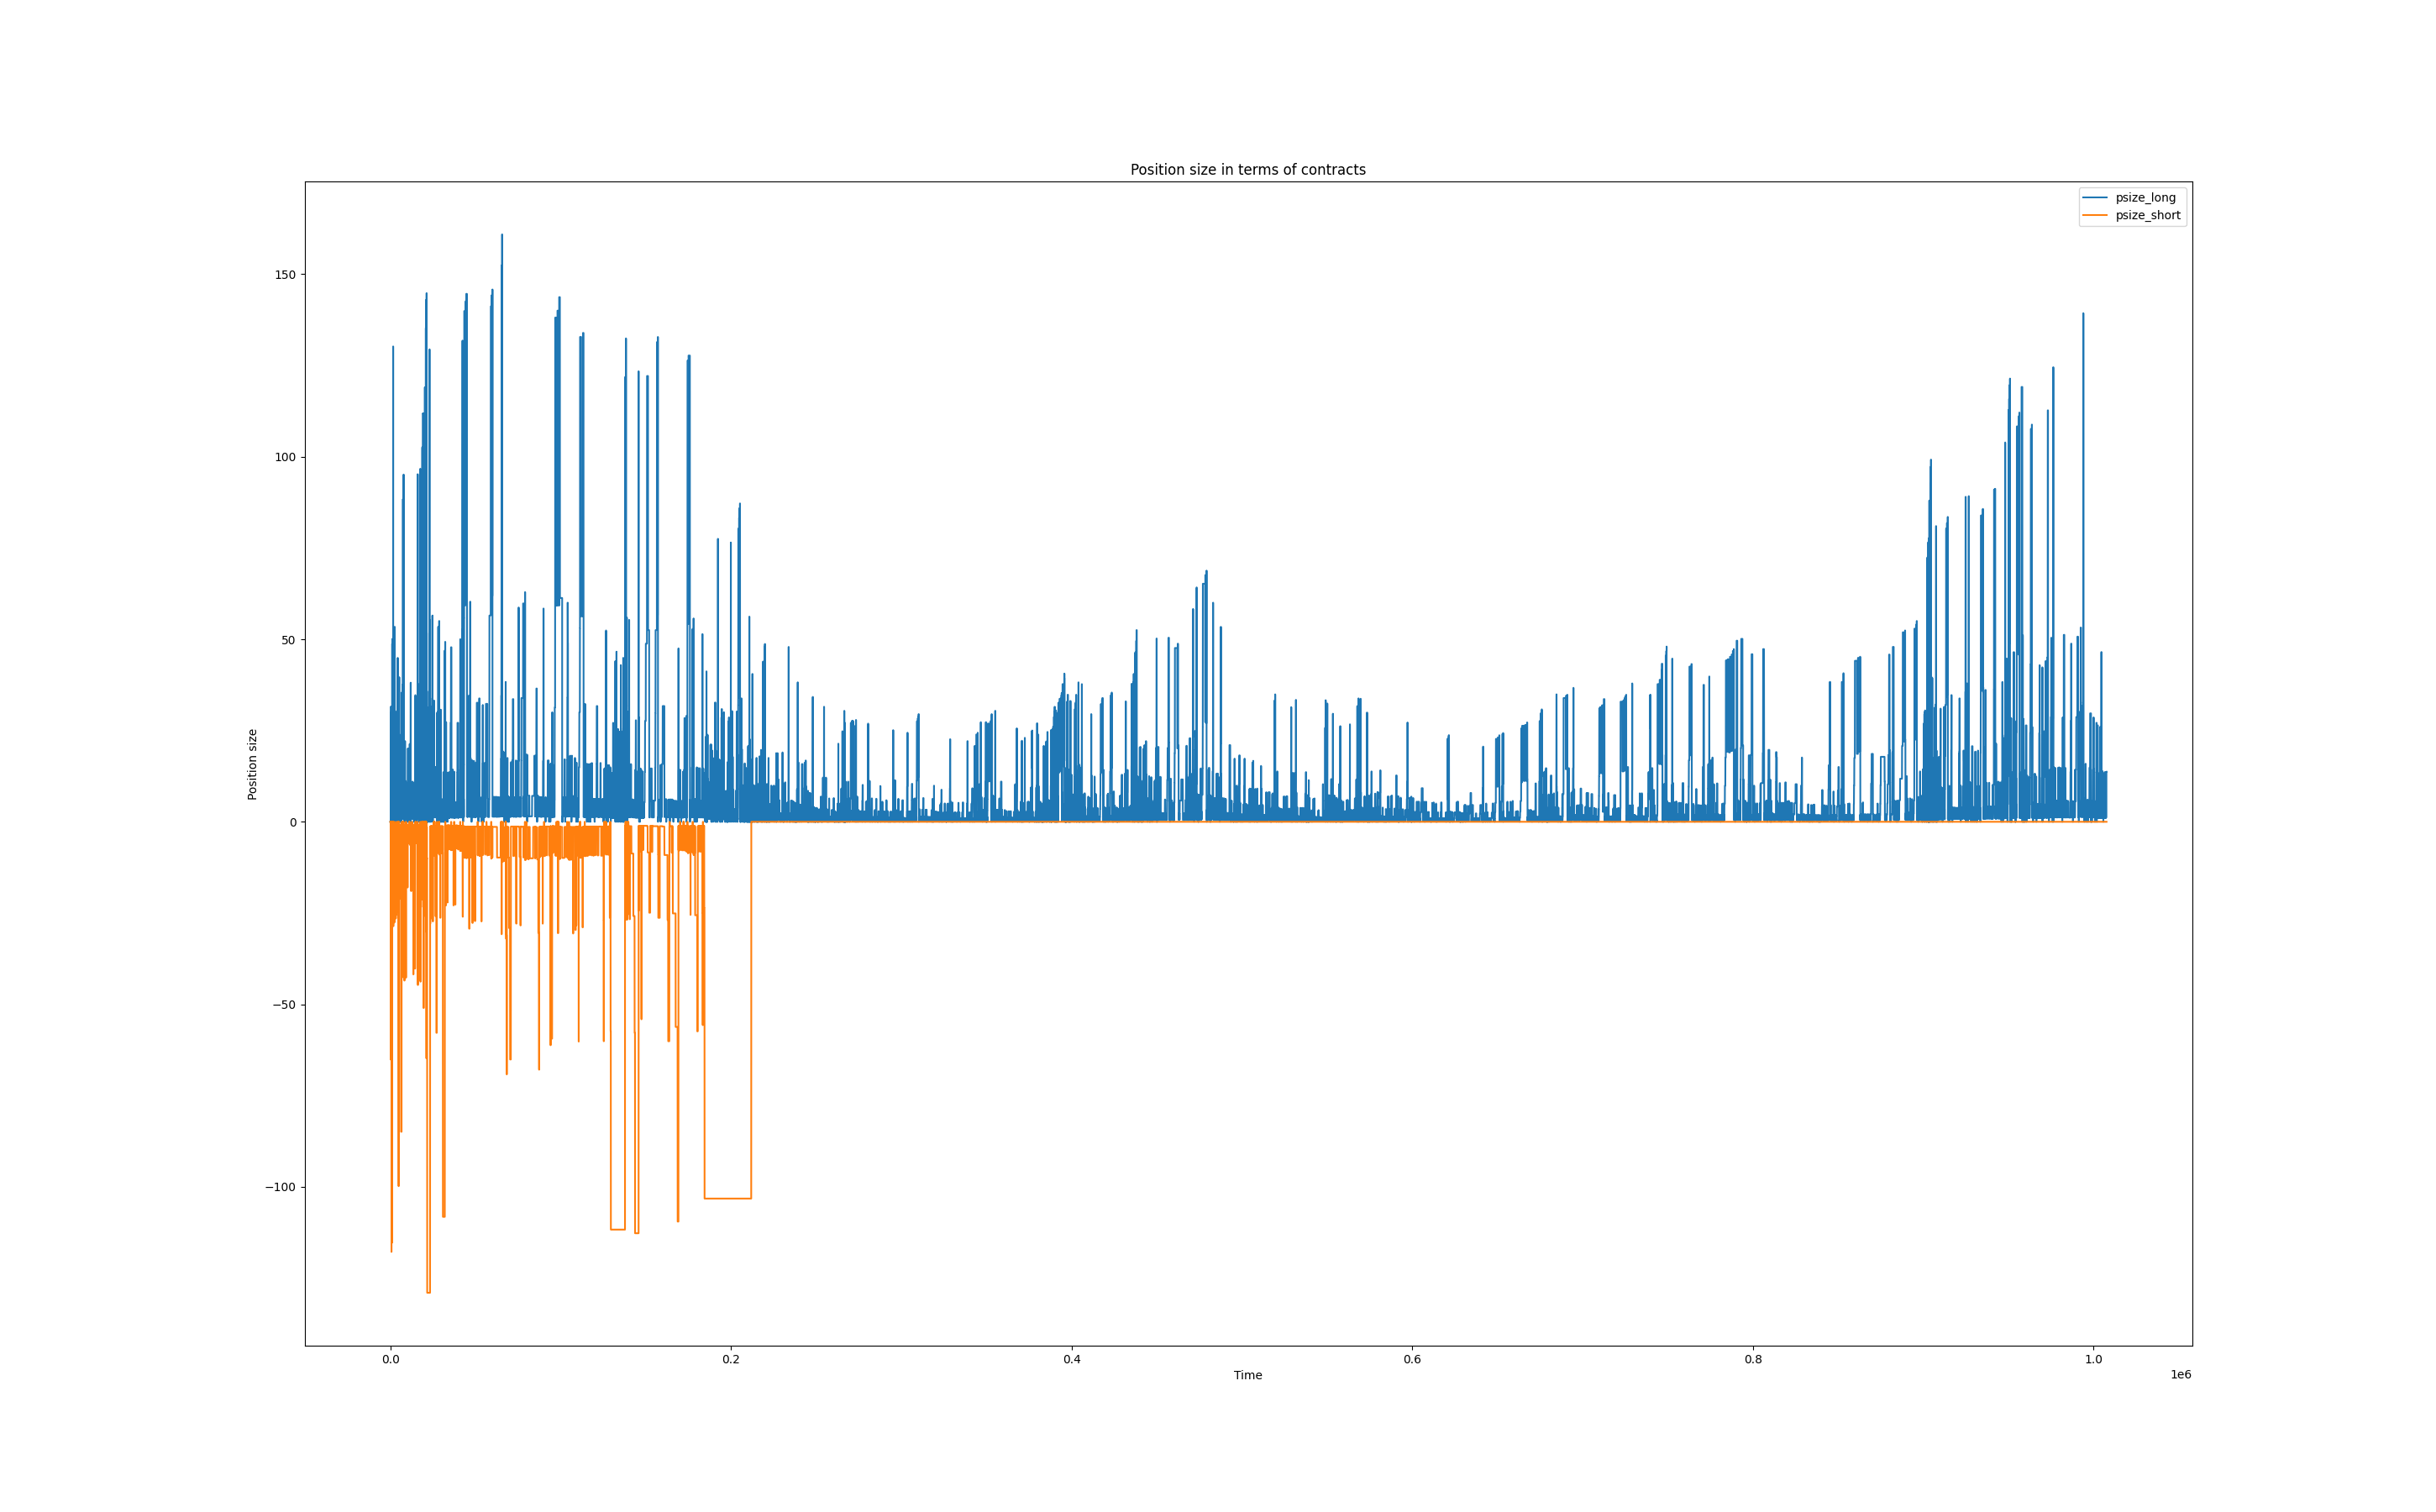 Position size in terms of contracts
psize_long
psize_short
Position size
150
100
50
0
−50
−100
0.0
0.2
0.4
0.6
0.8
1.0
Time
1e6